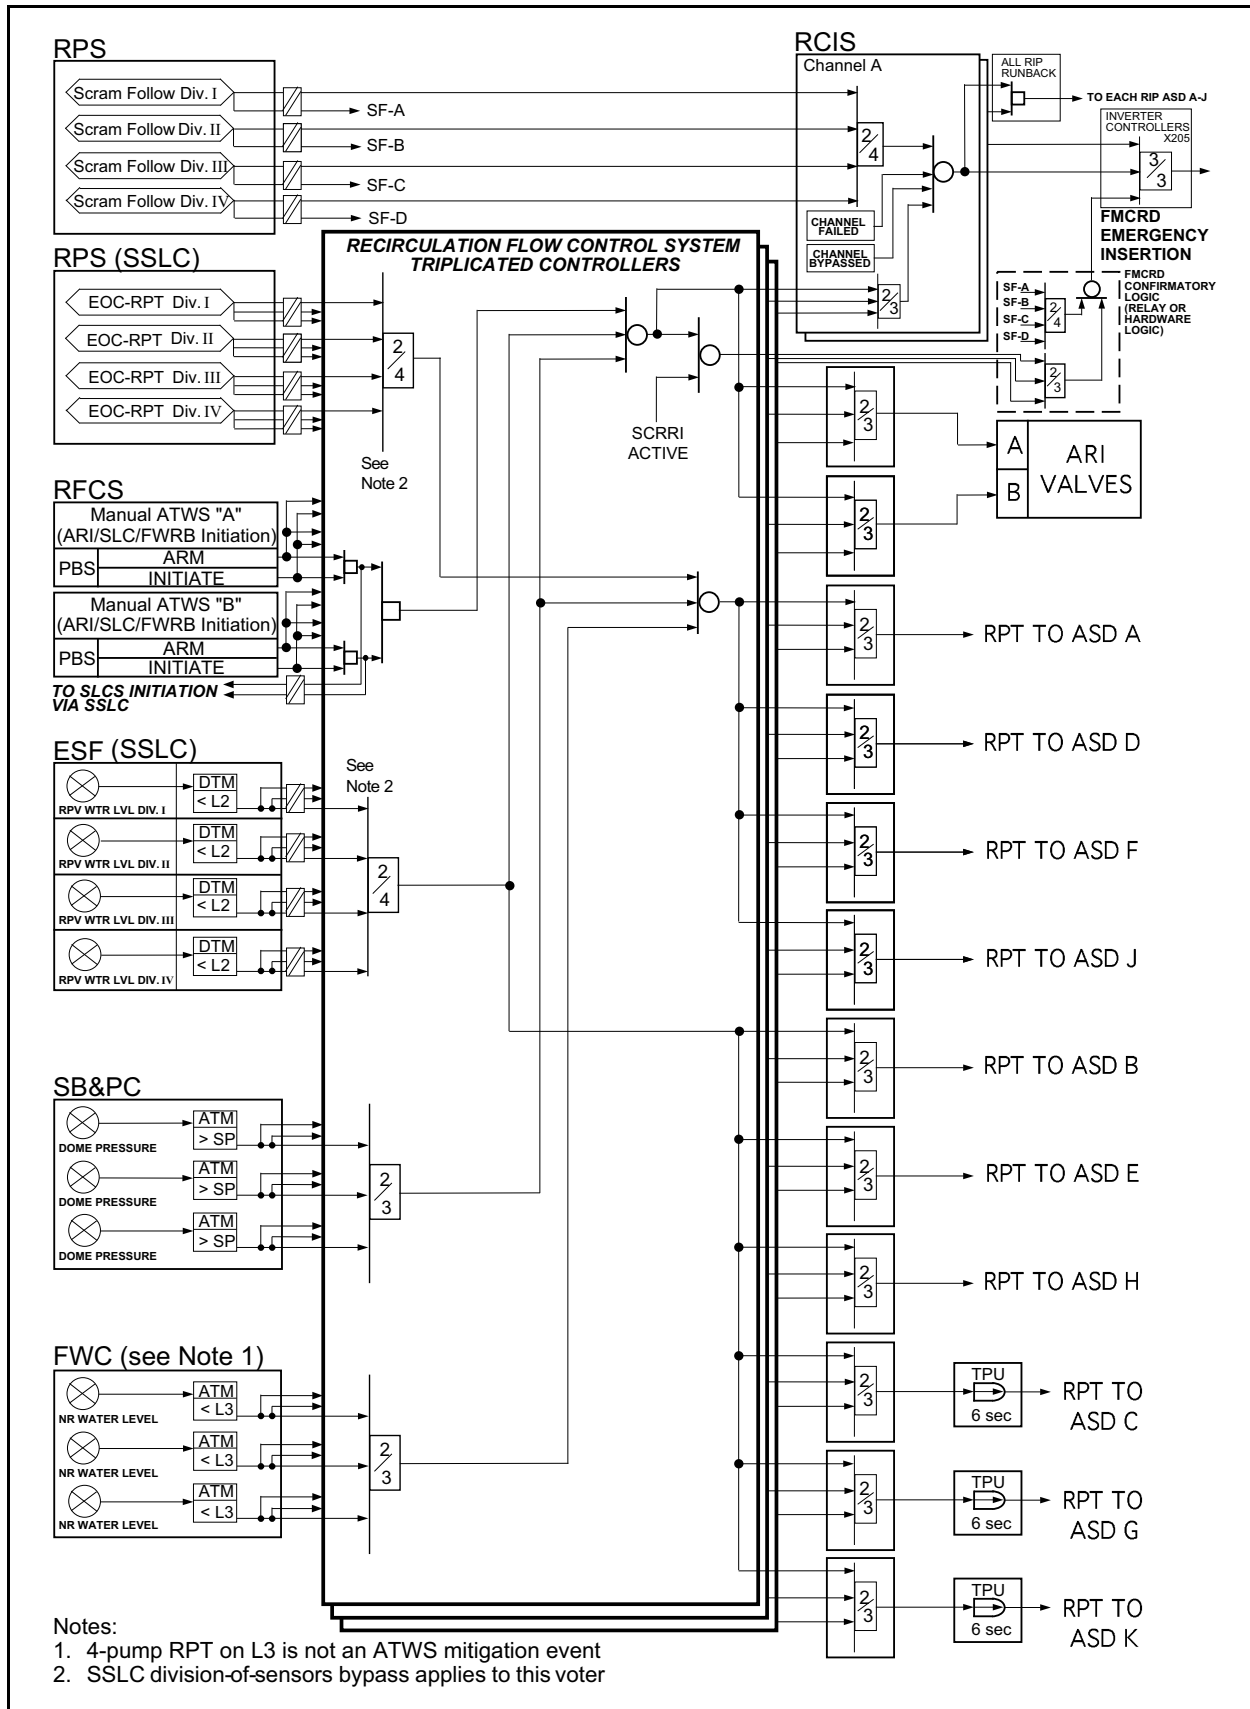 RPS
Scram Follow Div. I
SF-A
Scram Follow Div. II
SF-B
Scram Follow Div. III
SF-C
Scram Follow Div. IV
SF-D
RCIS
Channel A
2/4
CHANNEL
FAILED
CHANNEL
BYPASSED
2/3
ALL RIP
RUNBACK
TO EACH RIP ASD A-J
INVERTER
CONTROLLERS
X205
3/3
FMCRD
EMERGENCY
INSERTION
FMCRD
CONFIRMATORY
LOGIC
(RELAY OR
HARDWARE
LOGIC)
SF-A
SF-B
SF-C
SF-D
2/4
2/3
RECIRCULATION FLOW CONTROL SYSTEM
TRIPLICATED CONTROLLERS
RPS (SSLC)
EOC-RPT Div. I
EOC-RPT Div. II
EOC-RPT Div. III
EOC-RPT Div. IV
2/4
See
Note 2
SCRRI
ACTIVE
2/3
A
B
ARI
VALVES
2/3
RFCS
Manual ATWS "A"
(ARI/SLC/FWRB Initiation)
PBS
ARM
INITIATE
Manual ATWS "B"
(ARI/SLC/FWRB Initiation)
PBS
ARM
INITIATE
TO SLCS INITIATION
VIA SSLC
2/3
RPT TO ASD A
2/3
RPT TO ASD D
ESF (SSLC)
RPV WTR LVL DIV. I
DTM
< L2
RPV WTR LVL DIV. II
DTM
< L2
RPV WTR LVL DIV. III
DTM
< L2
RPV WTR LVL DIV. IV
DTM
< L2
See
Note 2
2/4
2/3
RPT TO ASD F
2/3
RPT TO ASD J
2/3
RPT TO ASD B
SB&PC
DOME PRESSURE
ATM
> SP
DOME PRESSURE
ATM
> SP
DOME PRESSURE
ATM
> SP
2/3
2/3
RPT TO ASD E
2/3
RPT TO ASD H
FWC (see Note 1)
NR WATER LEVEL
ATM
< L3
NR WATER LEVEL
ATM
< L3
NR WATER LEVEL
ATM
< L3
2/3
2/3
TPU
6 sec
RPT TO
ASD C
2/3
TPU
6 sec
RPT TO
ASD G
2/3
TPU
6 sec
RPT TO
ASD K
Notes:
1. 4-pump RPT on L3 is not an ATWS mitigation event
2. SSLC division-of-sensors bypass applies to this voter